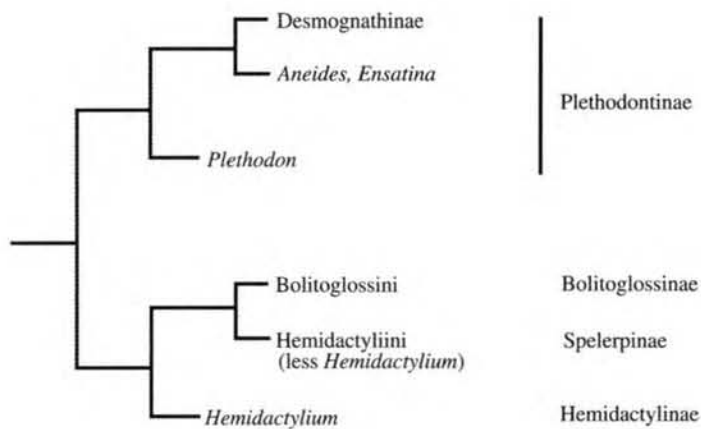 Desmognathinae
Aneides, Ensatina
Plethodontinae
Plethodon
Bolitoglossini Bolitoglossinae
Hemidactyliini Spelerpinae
(less Hemidactylium)
Hemidactylium Hemidactylinae